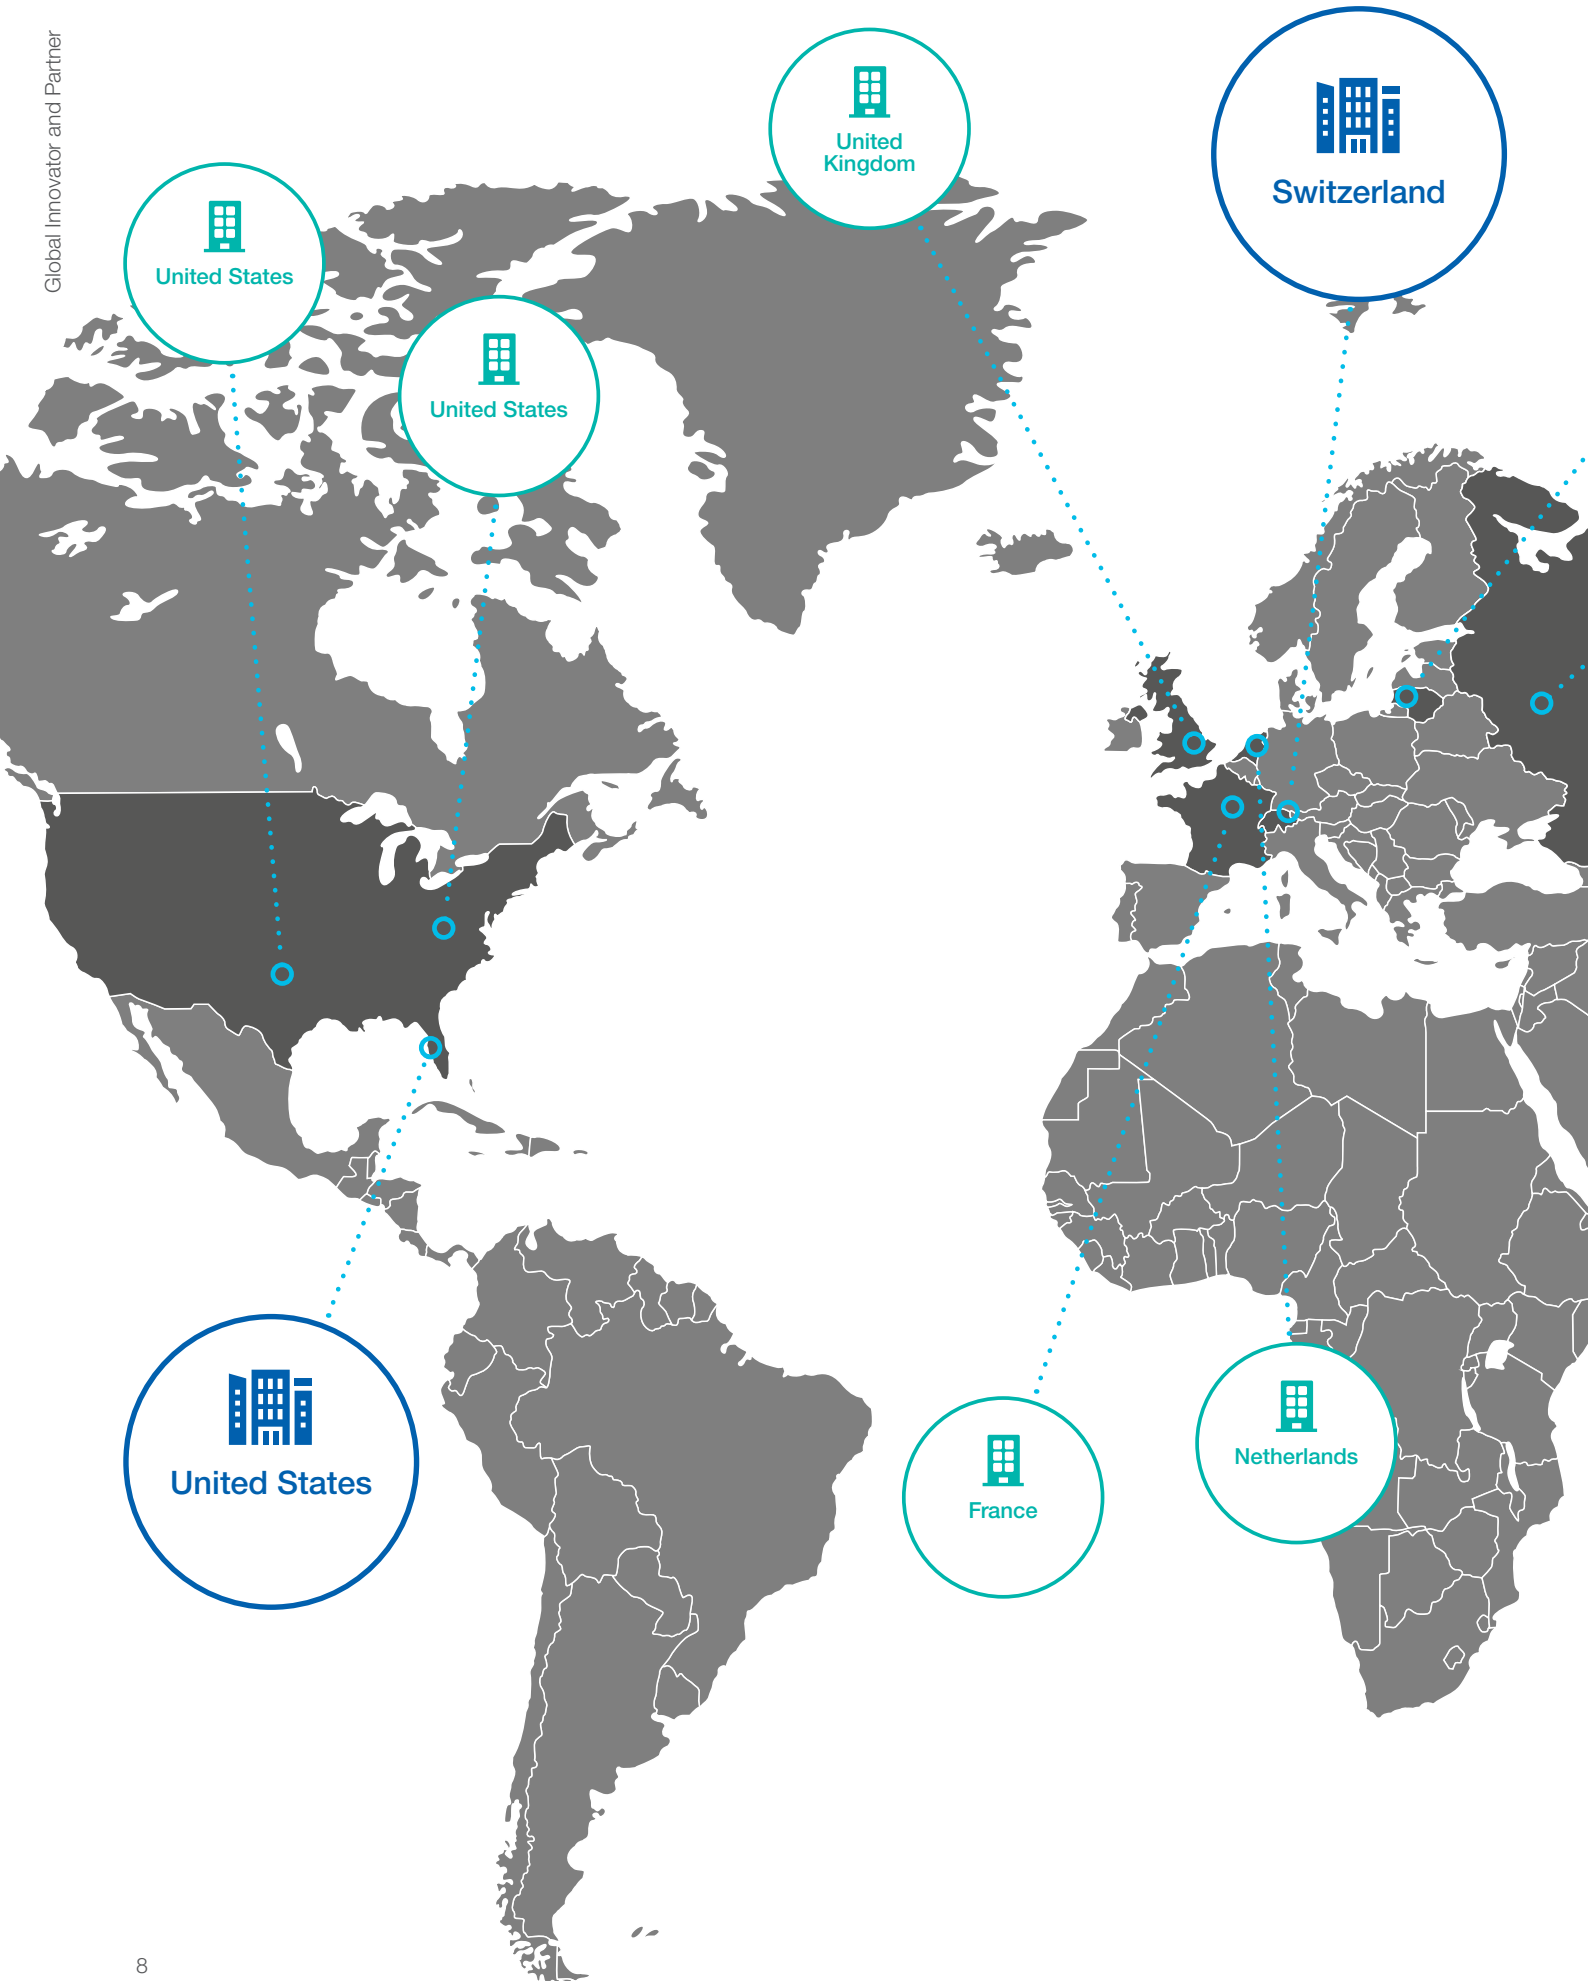 Global Innovator and Partner
United
Kingdom
Switzerland
United States
United States
United States
France
Netherlands
8